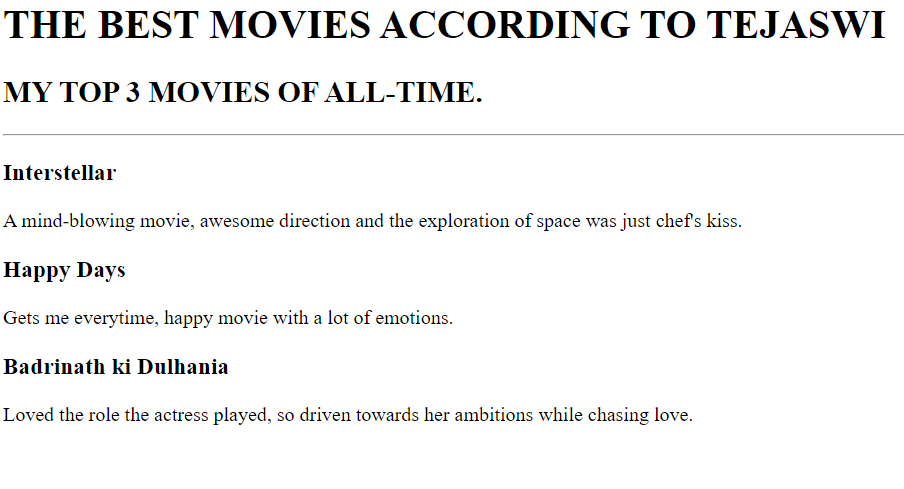 THE BEST MOVIES ACCORDING TO TEJASWI
MY TOP 3 MOVIES OF ALL-TIME.
Interstellar
A mind-blowing movie, awesome direction and the exploration of space was just chef's kiss.
Happy Days
Gets me everytime, happy movie with a lot of emotions.
Badrinath ki Dulhania
Loved the role the actress played, so driven towards her ambitions while chasing love.